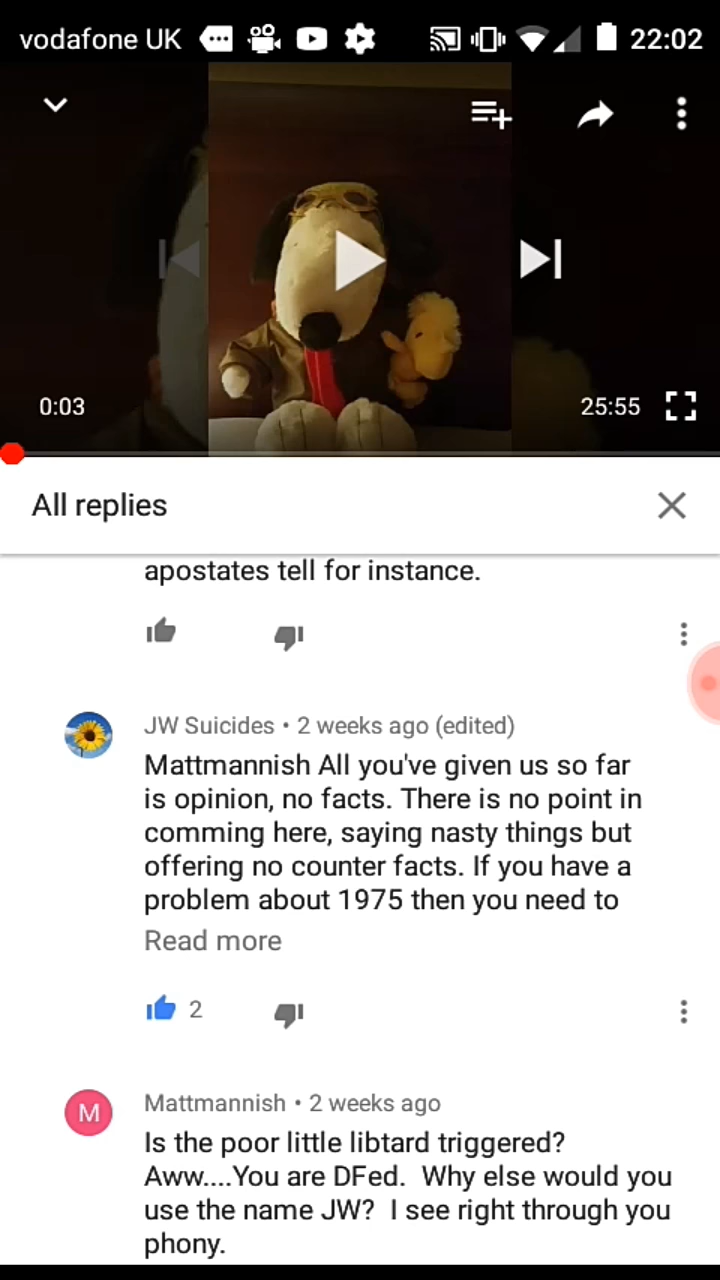 vodafone UK 22:02
0:03 25:55
All replies
apostates tell for instance.
JW Suicides • 2 weeks ago (edited)
Mattmannish All you've given us so far
is opinion, no facts. There is no point in
comming here, saying nasty things but
offering no counter facts. If you have a
problem about 1975 then you need to
Read more
2
M
Mattmannish • 2 weeks ago
Is the poor little libtard triggered?
Aww....You are DFed.  Why else would you
use the name JW?  I see right through you
phony.